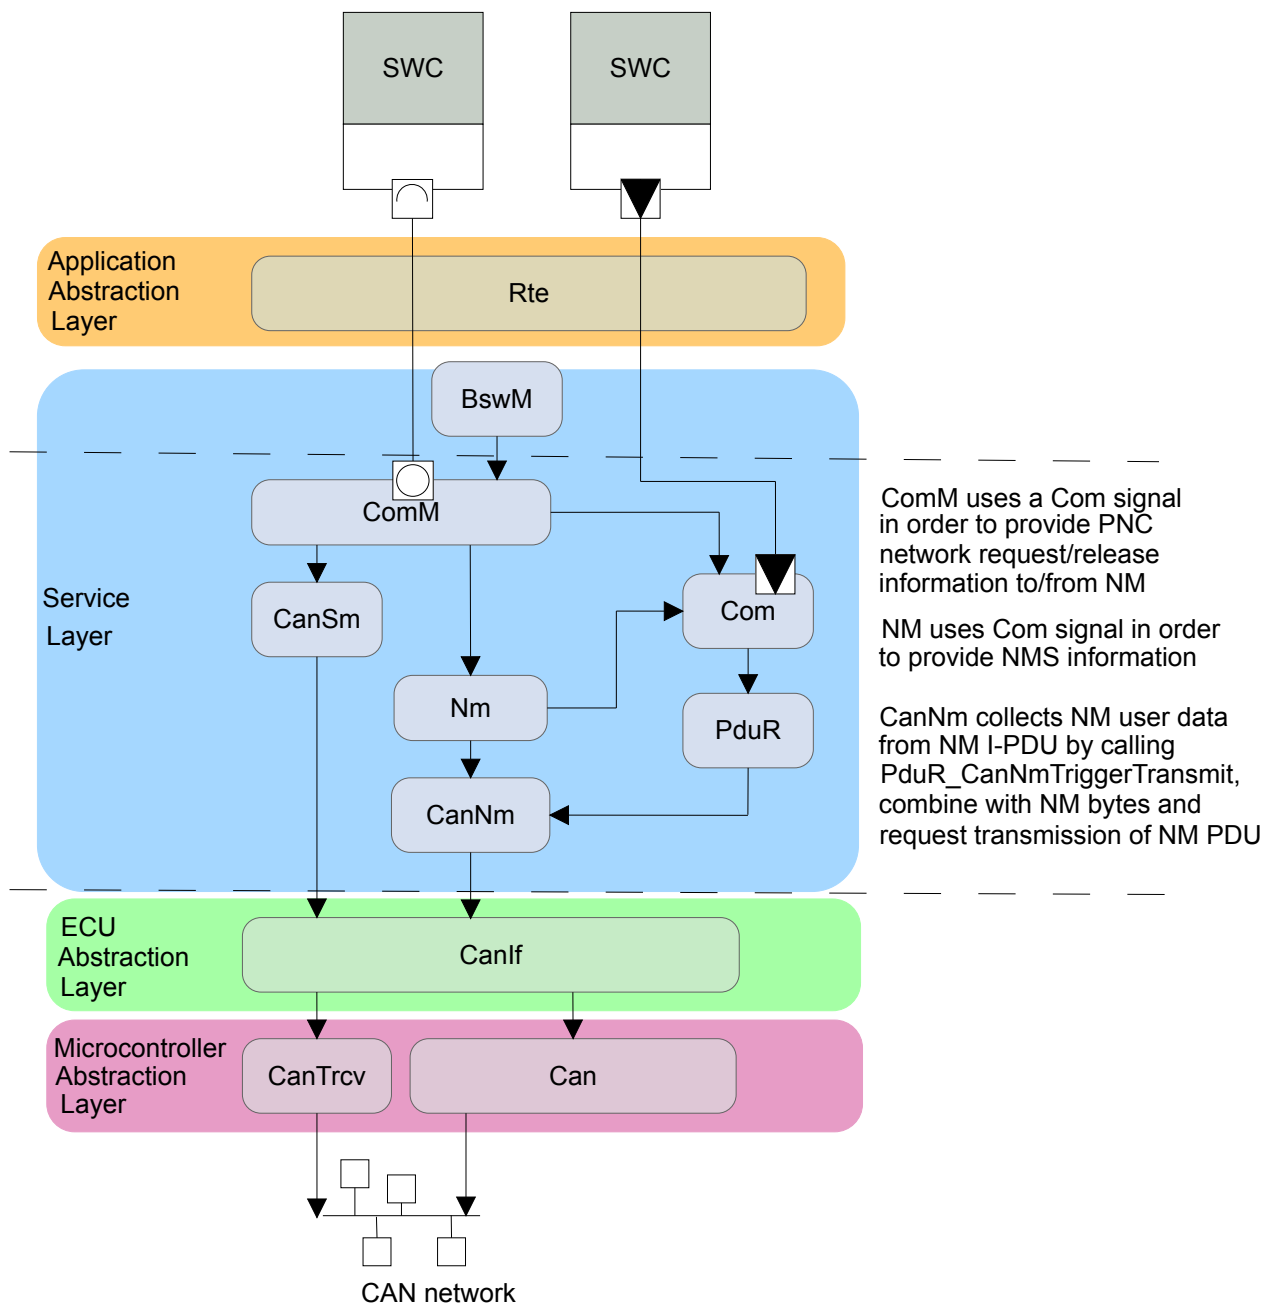 SWC
SWC
Application
Abstraction
Layer
Rte
BswM
ComM
CanSm
Com
Service
Layer
Nm
PduR
CanNm
ComM uses a Com signal
in order to provide PNC
network request/release
information to/from NM
NM uses Com signal in order
to provide NMS information
CanNm collects NM user data
from NM I-PDU by calling
PduR_CanNmTriggerTransmit,
combine with NM bytes and
request transmission of NM PDU
ECU
Abstraction
Layer
CanIf
Microcontroller
Abstraction
Layer
CanTrcv
Can
CAN network